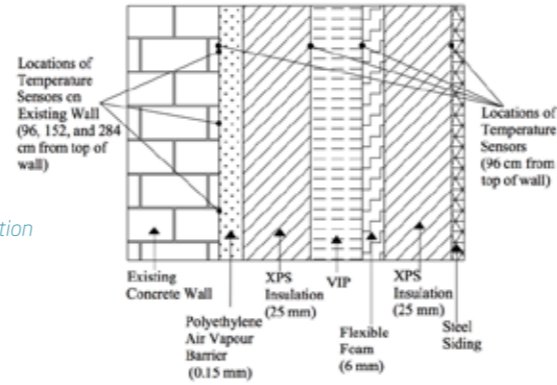 Locations of
Temperature
Sensors on
Existing Wall
(96, 152, and 284
cm from top of
wall)
Locations of
Temperature
Sensors
(96 cm from
top of wall)
tion
Existing
Concrete Wall
Polyethylene
Air Vapour
Barrier
(0.15 mm)
XPS
Insulation
(25 mm)
VIP
Flexible
Foam
(6 mm)
XPS
Insulation
(25 mm)
Steel
Siding